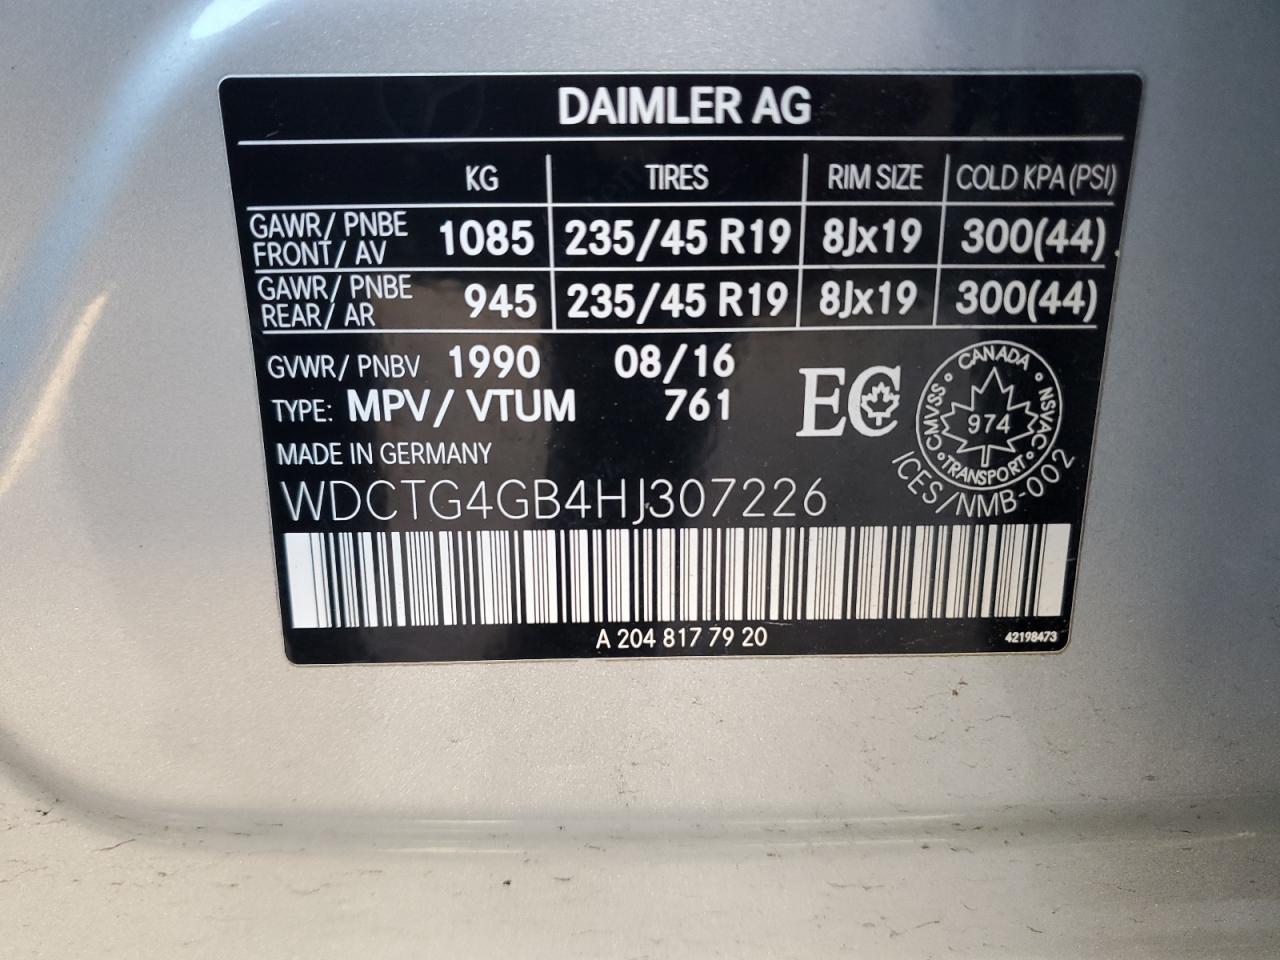 DAIMLER AG
KG TIRES RIM SIZE COLD KPA (PSI)
GAWR/ PNBE
FRONT/ AV 1085 235/45 R19 8Jx19 300(44)
GAWR/ PNBE
REAR/ AR 945 235/45 R19 8Jx19 300(44)
GVWR/ PNBV 1990 08/16
TYPE: MPV/ VTUM 761
EC
CANADA
CMVSS NSVAC
974
TRANSPORT
ICES/NMB-002
MADE IN GERMANY
WDCTG4GB4HJ307226
A 204 817 79 20
42198473